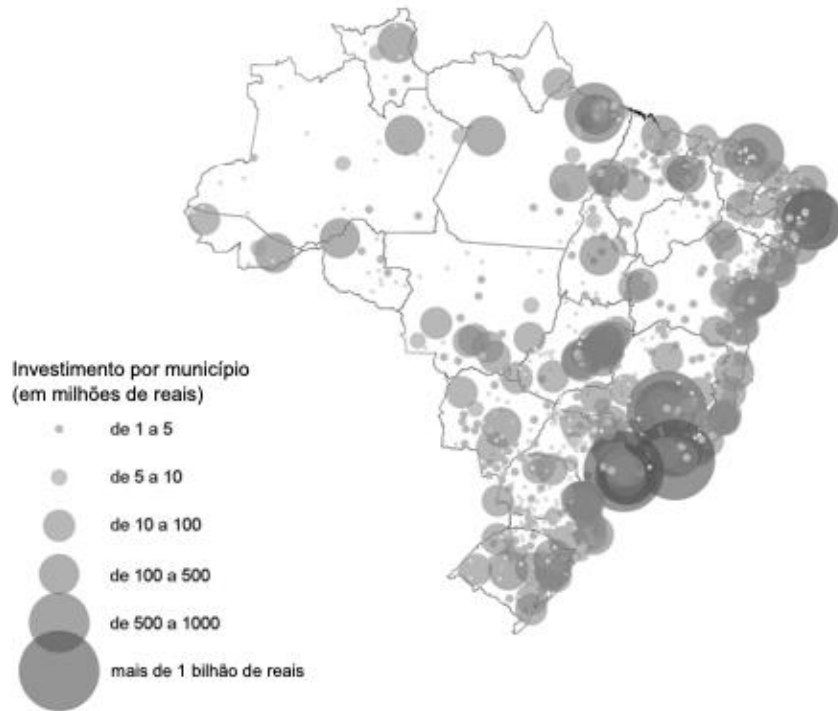 Investimento por município
(em milhões de reais)
de 1 a 5
de 5 a 10
de 10 a 100
de 100 a 500
de 500 a 1000
mais de 1 bilhão de reais